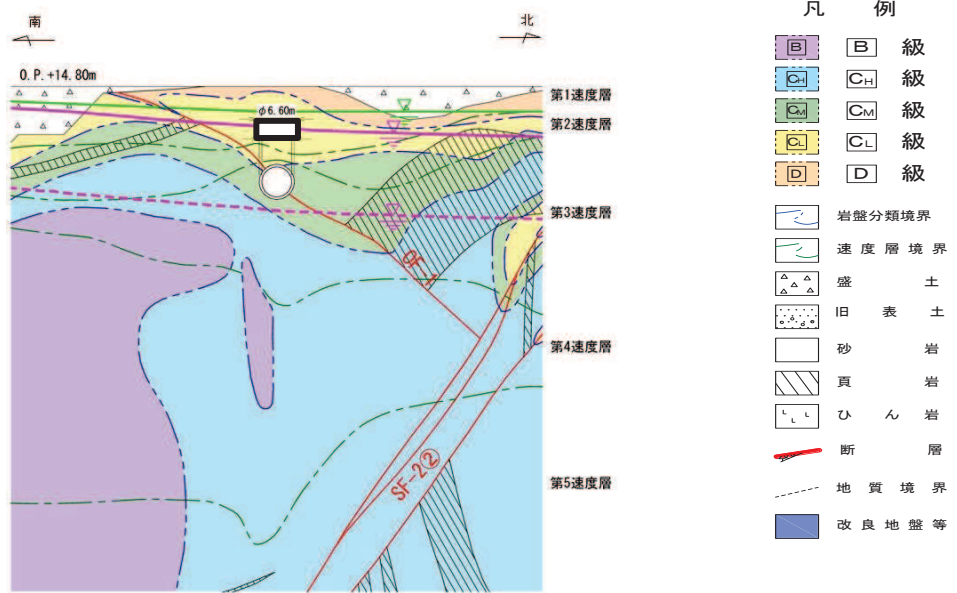 南
北
O.P.+14.80m
φ6.60m
第1速度層
第2速度層
第3速度層
第4速度層
第5速度層
OF-1
SF-2②
凡 例
B B 級
CH CH 級
CM CM 級
CL CL 級
D D 級
岩盤分類境界
速度層境界
盛土
旧表土
砂岩
頁岩
ひん岩
断層
地質境界
改良地盤等